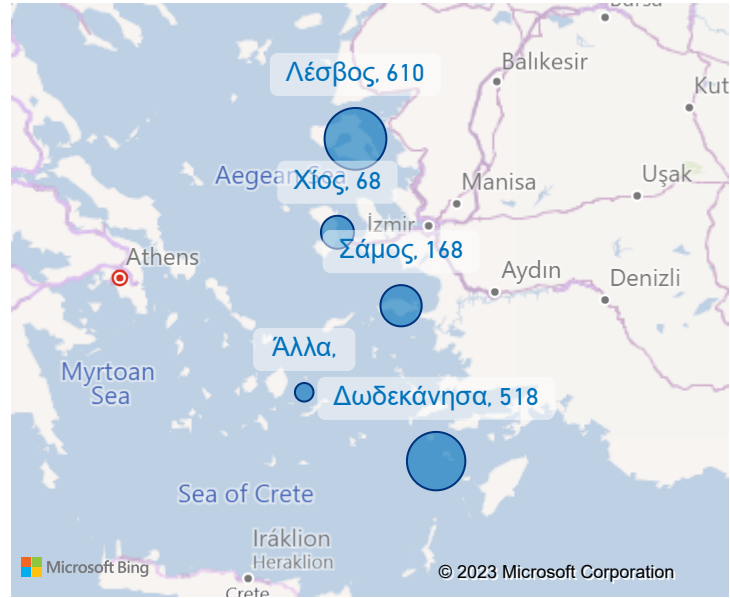 Bursa
Balıkesir
Λέσβος, 610
Kut
Aegean Sea
Χίος, 68
Uşak
Manisa
İzmir
Σάμος, 168
Athens
Aydın
Denizli
Άλλα,
Myrtoan
Sea
Δωδεκάνησα, 518
Sea of Crete
Iráklion
Heraklion
Microsoft Bing
© 2023 Microsoft Corporation
Crete